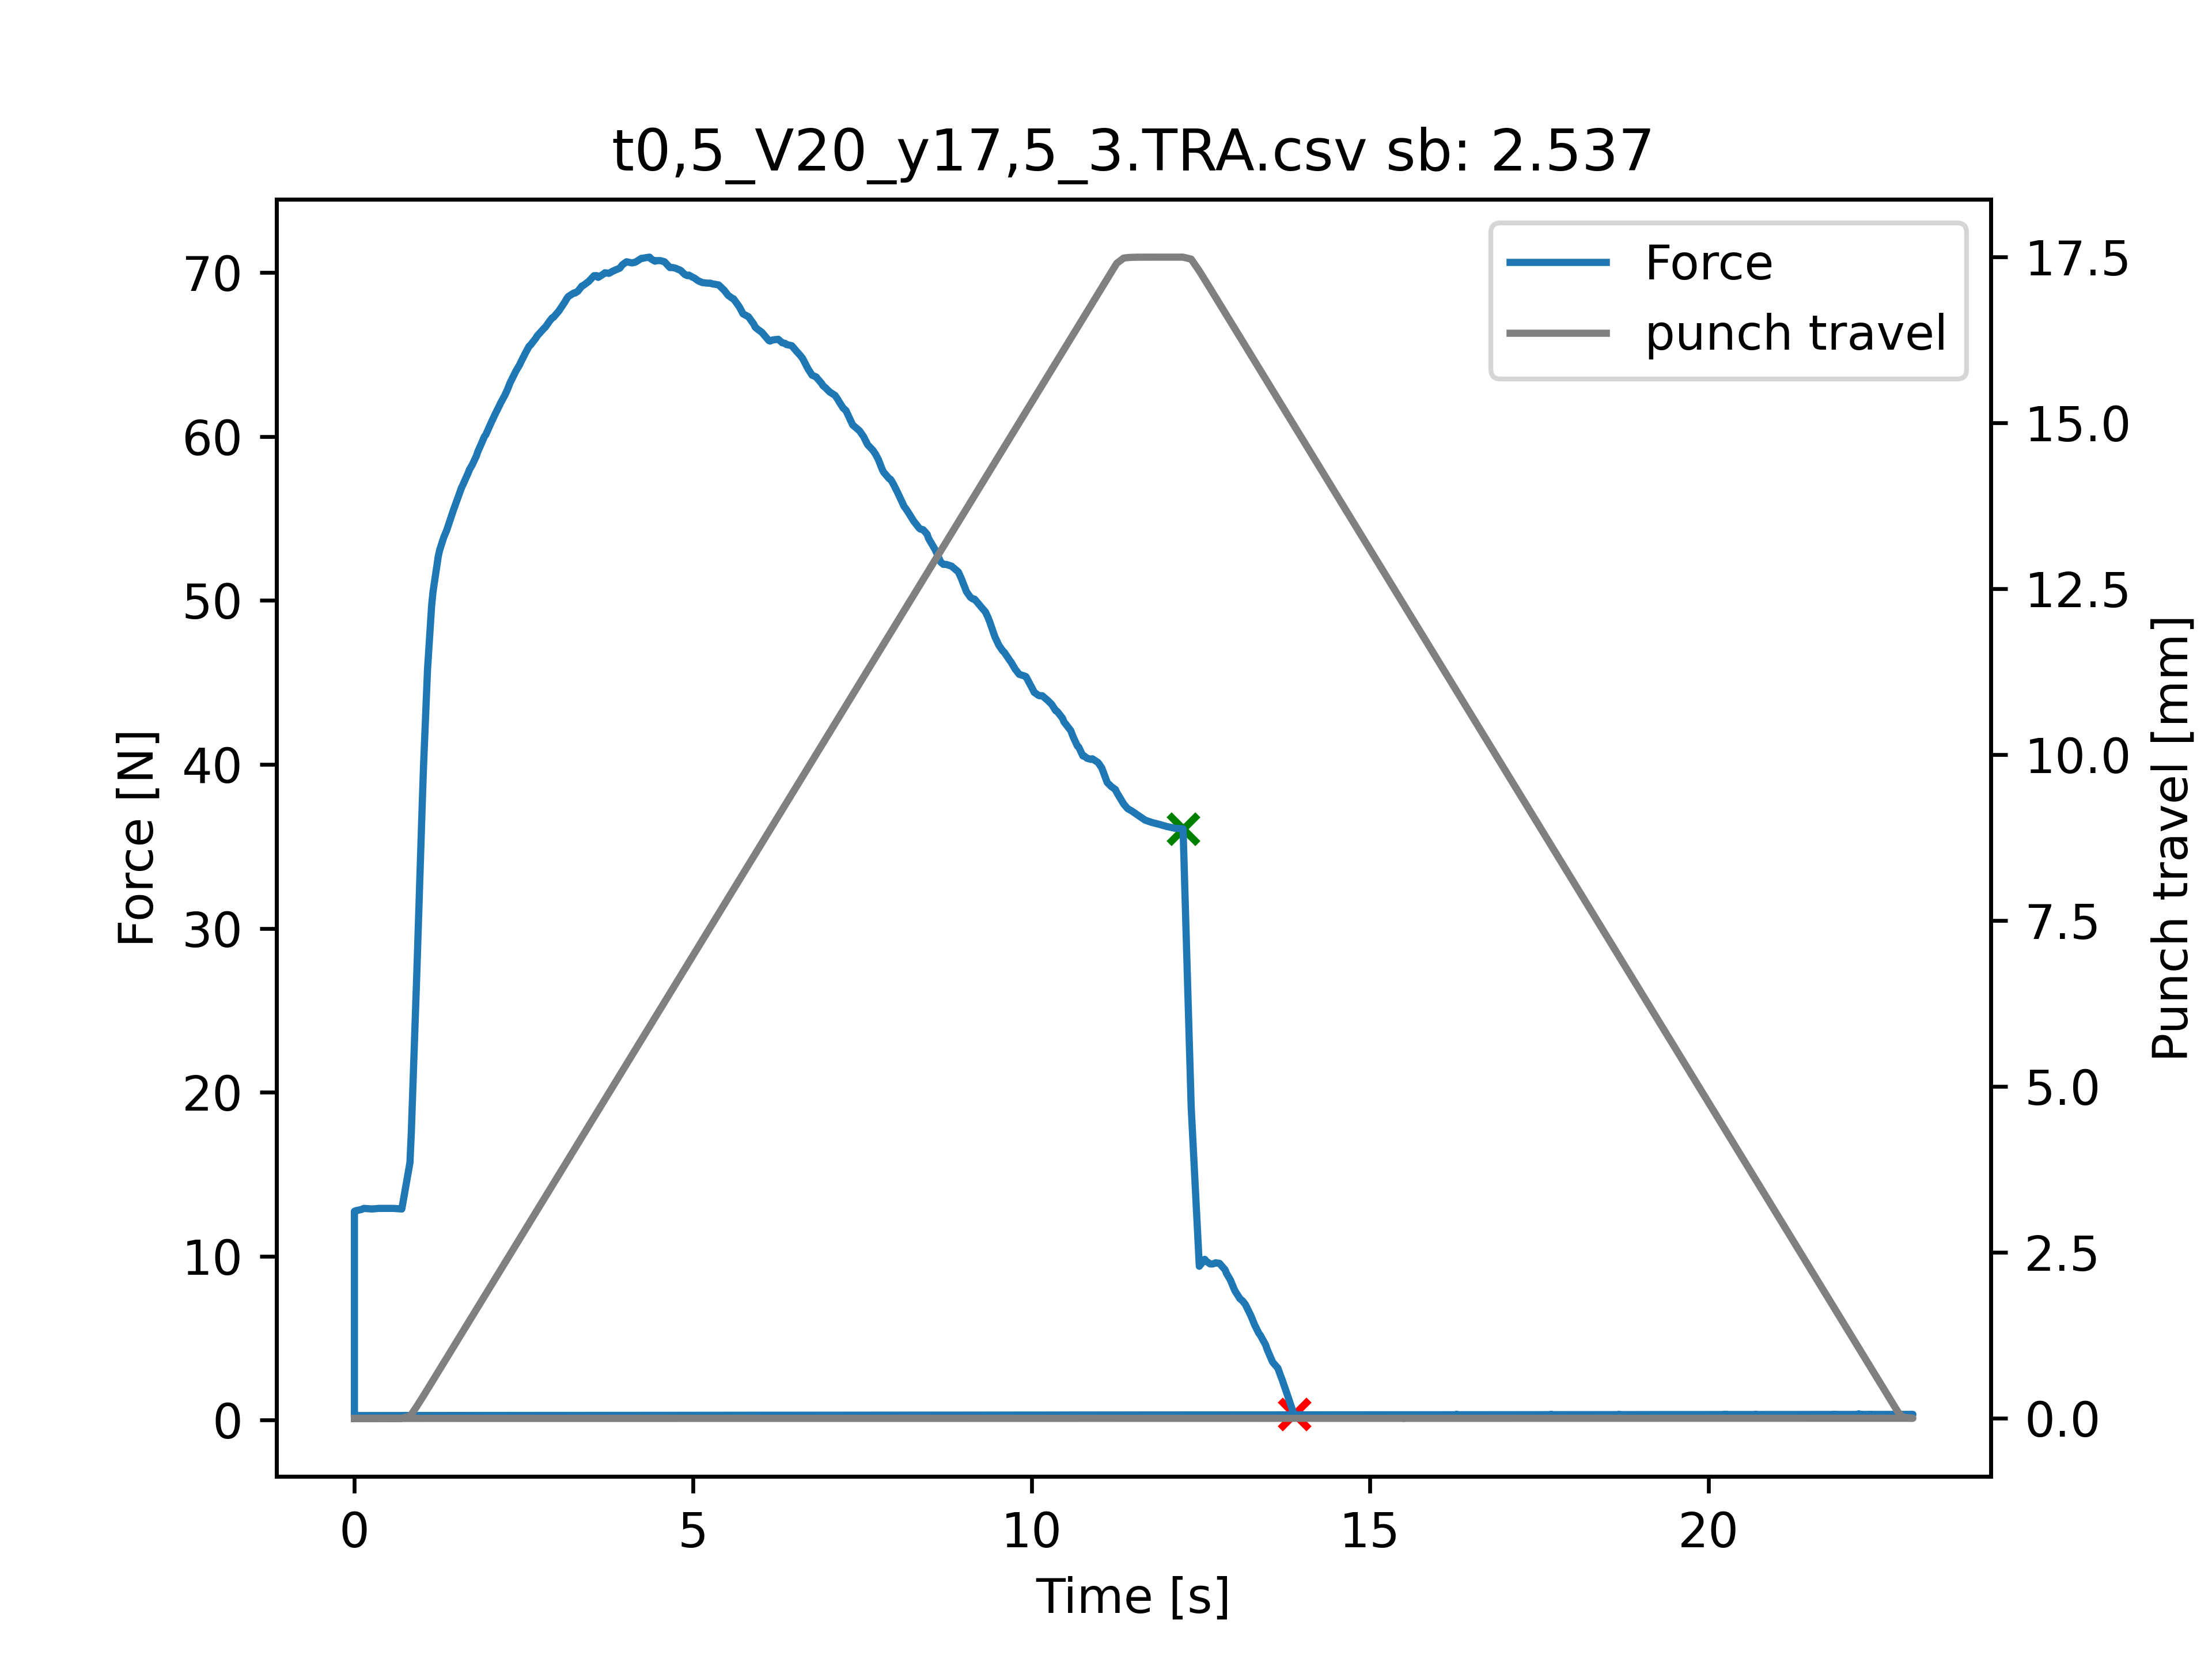 t0,5_V20_y17,5_3.TRA.csv sb: 2.537
Force
punch travel
Force [N]
70
60
50
40
30
20
10
0
17.5
15.0
12.5
10.0
7.5
5.0
2.5
0.0
Punch travel [mm]
0 5 10 15 20
Time [s]